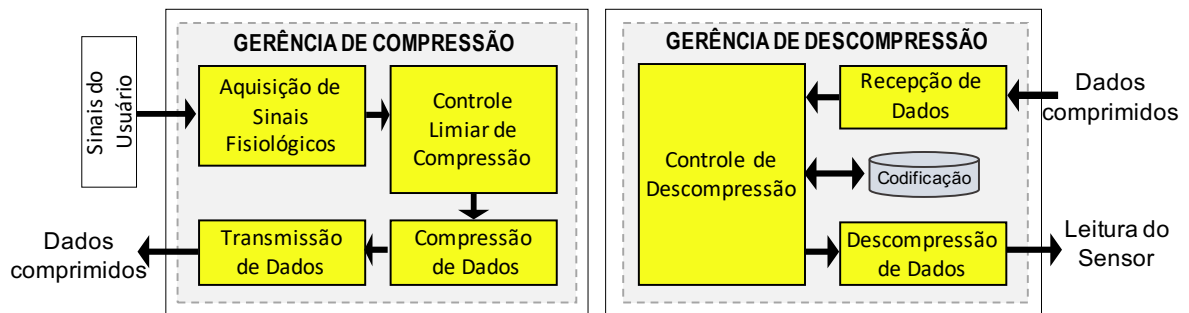 GERÊNCIA DE COMPRESSÃO
Sinais do
Usuário
Aquisição de
Sinais
Fisiológicos
Controle
Limiar de
Compressão
Compressão
de Dados
Transmissão
de Dados
Dados
comprimidos
GERÊNCIA DE DESCOMPRESSÃO
Dados
comprimidos
Recepção de
Dados
Controle de
Descompressão
Codificação
Descompressão
de Dados
Leitura do
Sensor